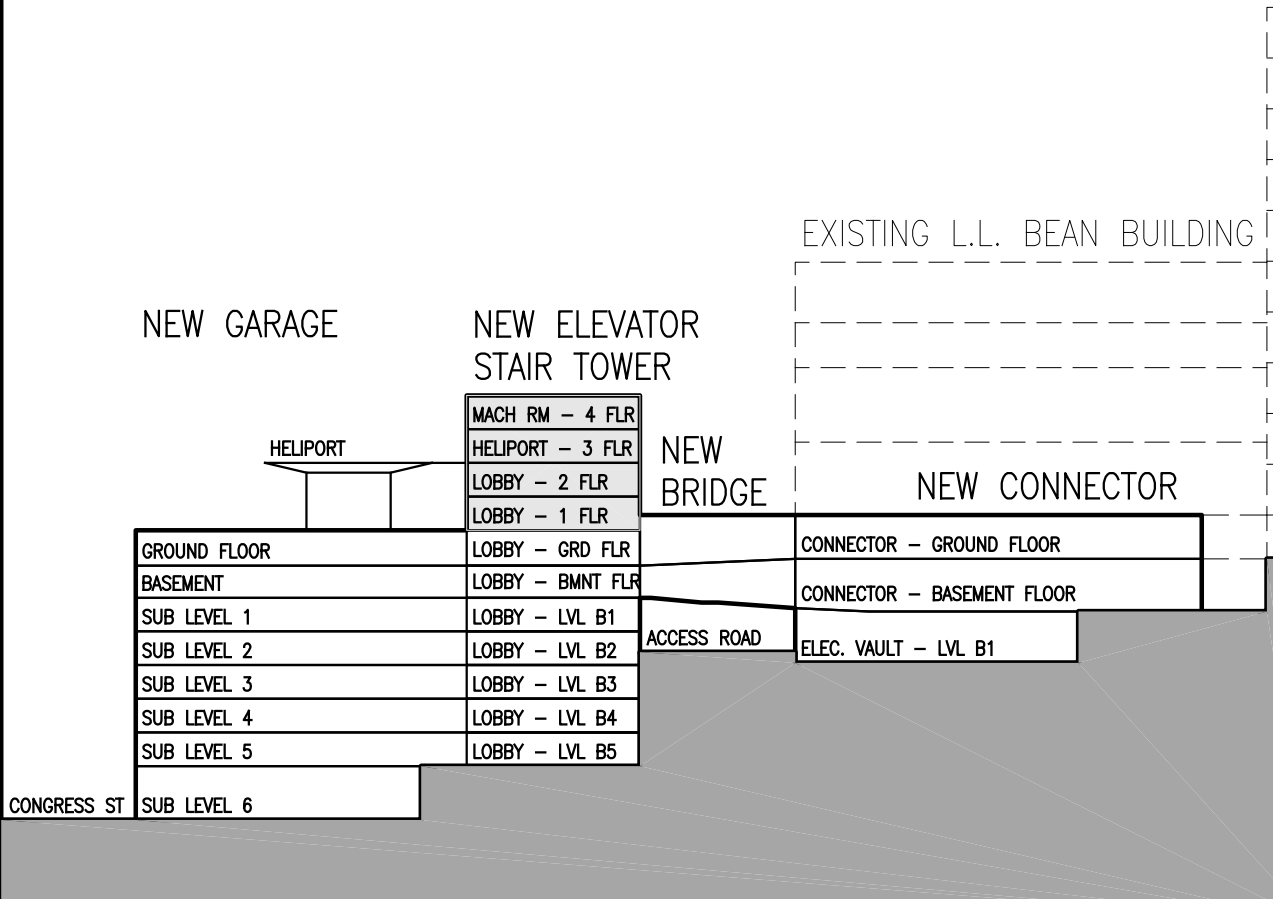 EXISTING L.L. BEAN BUILDING
NEW GARAGE
NEW ELEVATOR
STAIR TOWER
MACH RM – 4 FLR
HELIPORT
HELIPORT – 3 FLR
LOBBY – 2 FLR
LOBBY – 1 FLR
NEW
BRIDGE
NEW CONNECTOR
GROUND FLOOR
LOBBY – GRD FLR
CONNECTOR – GROUND FLOOR
BASEMENT
LOBBY – BMNT FLR
CONNECTOR – BASEMENT FLOOR
SUB LEVEL 1
LOBBY – LVL B1
ACCESS ROAD
SUB LEVEL 2
LOBBY – LVL B2
ELEC. VAULT – LVL B1
SUB LEVEL 3
LOBBY – LVL B3
SUB LEVEL 4
LOBBY – LVL B4
SUB LEVEL 5
LOBBY – LVL B5
CONGRESS ST
SUB LEVEL 6